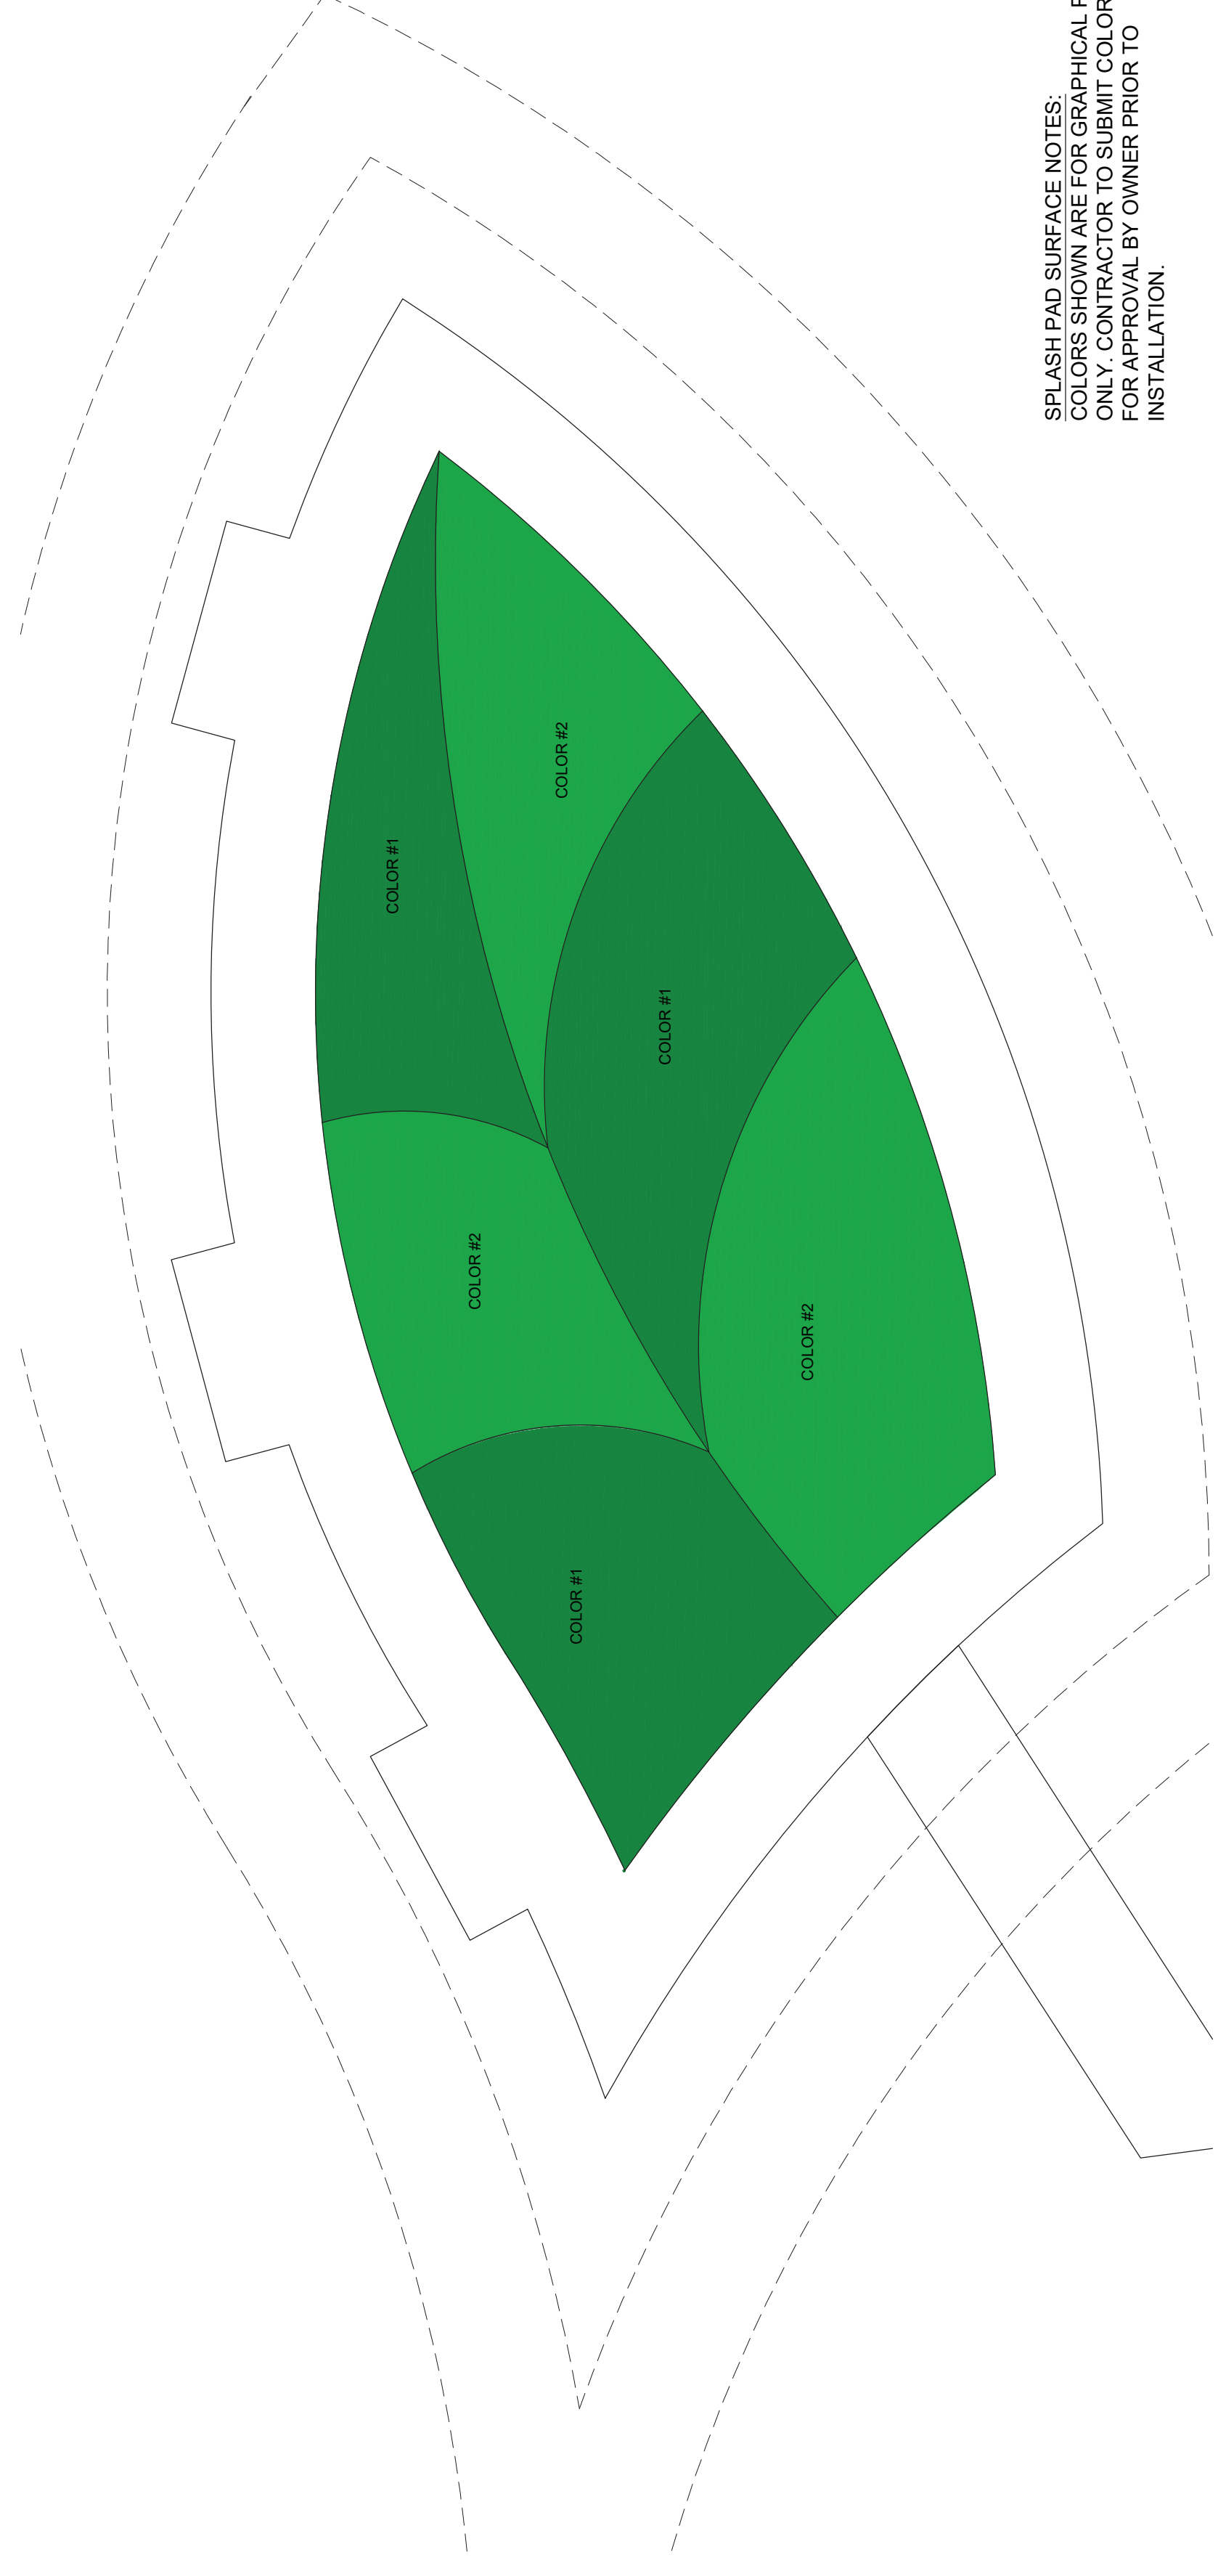 SPLASH PAD SURFACE NOTES:
COLORS SHOWN ARE FOR GRAPHICAL
ONLY. CONTRACTOR TO SUBMIT COLOR
FOR APPROVAL BY OWNER PRIOR TO
INSTALLATION.
COLOR #1
COLOR #2
COLOR #1
COLOR #2
COLOR #2
COLOR #1